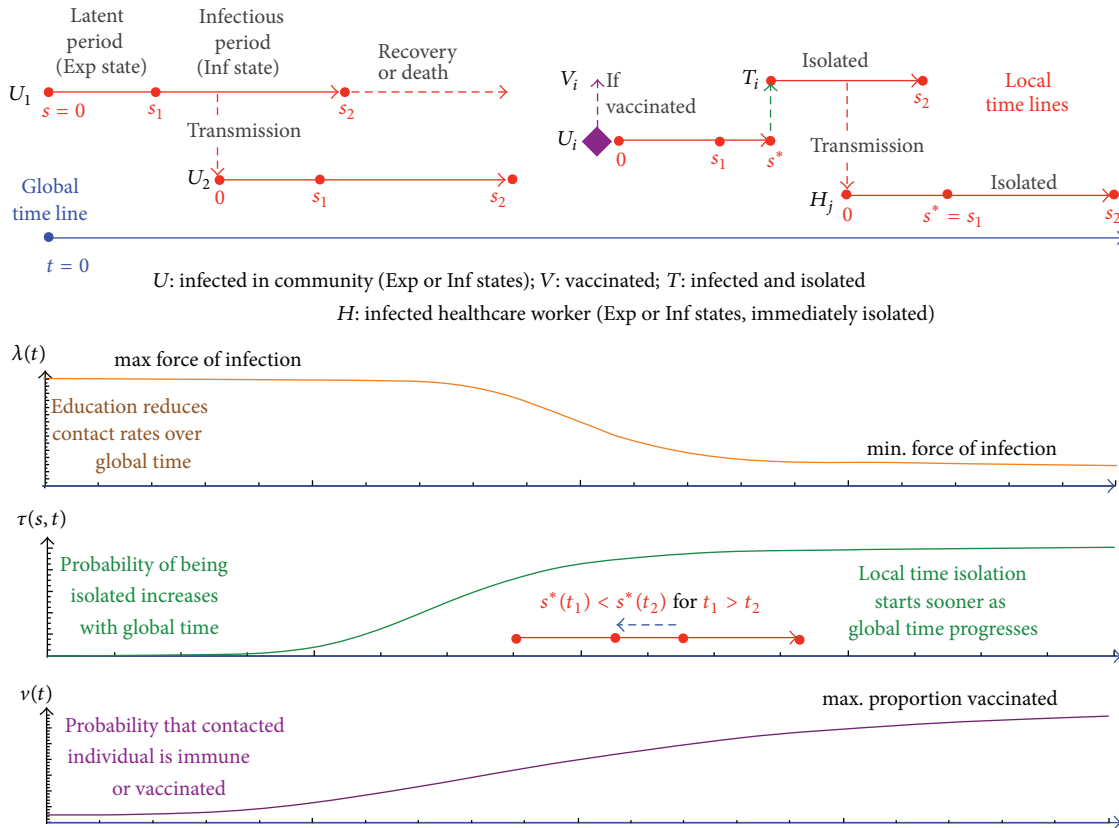 Latent
period
(Exp state)
Infectious
period
(Inf state)
Recovery
or death
U₁
s = 0
s₁
s₂
Transmission
U₂
0
s₁
s₂
Vᵢ
If
vaccinated
Uᵢ
0
s₁
s*
Tᵢ
Isolated
s₂
Transmission
Hⱼ
0
s* = s₁
Isolated
s₂
Local
time lines
Global
time line
t = 0
U: infected in community (Exp or Inf states); V: vaccinated; T: infected and isolated
H: infected healthcare worker (Exp or Inf states, immediately isolated)
λ(t)
max force of infection
Education reduces
contact rates over
global time
min. force of infection
τ(s, t)
Probability of being
isolated increases
with global time
s*(t₁) < s*(t₂) for t₁ > t₂
Local time isolation
starts sooner as
global time progresses
ν(t)
Probability that contacted
individual is immune
or vaccinated
max. proportion vaccinated